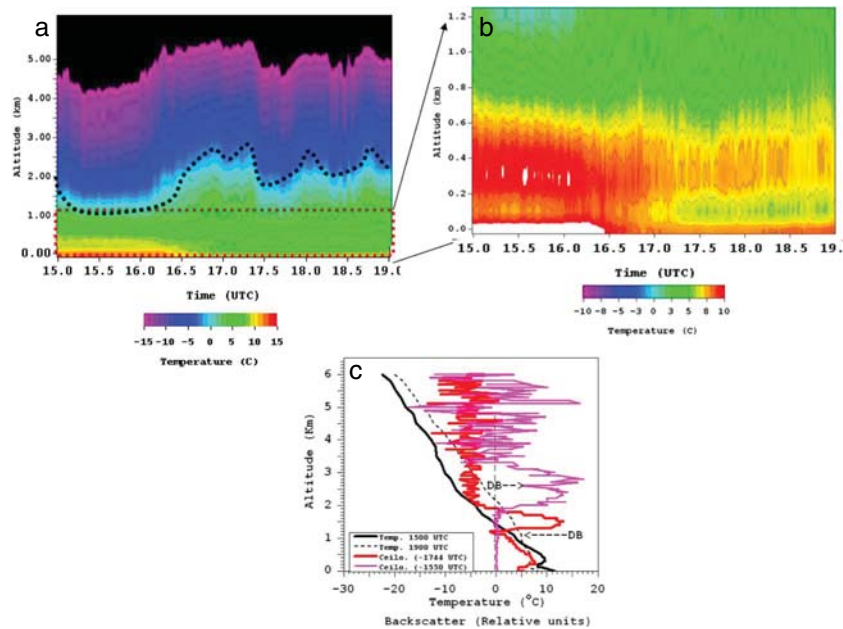 a
5.00
4.00
3.00
2.00
1.00
0.00
Altitude (km)
15.0 15.5 16.0 16.5 17.0 17.5 18.0 18.5 19.0
Time (UTC)
-15 -10 -5 0 5 10 15
Temperature (C)
b
1.2
1.0
0.8
0.6
0.4
0.2
0.0
Altitude (km)
15.0 15.5 16.0 16.5 17.0 17.5 18.0 18.5 19.0
Time (UTC)
-10 -8 -5 -3 0 3 5 8 10
Temperature (C)
c
6
5
4
3
2
1
0
Altitude (Km)
DB
DB
Temp. 1500 UTC
Temp. 1900 UTC
Ceilo. (~1744 UTC)
Ceilo. (~1550 UTC)
-30 -20 -10 0 10 20
Temperature (°C)
Backscatter (Relative units)